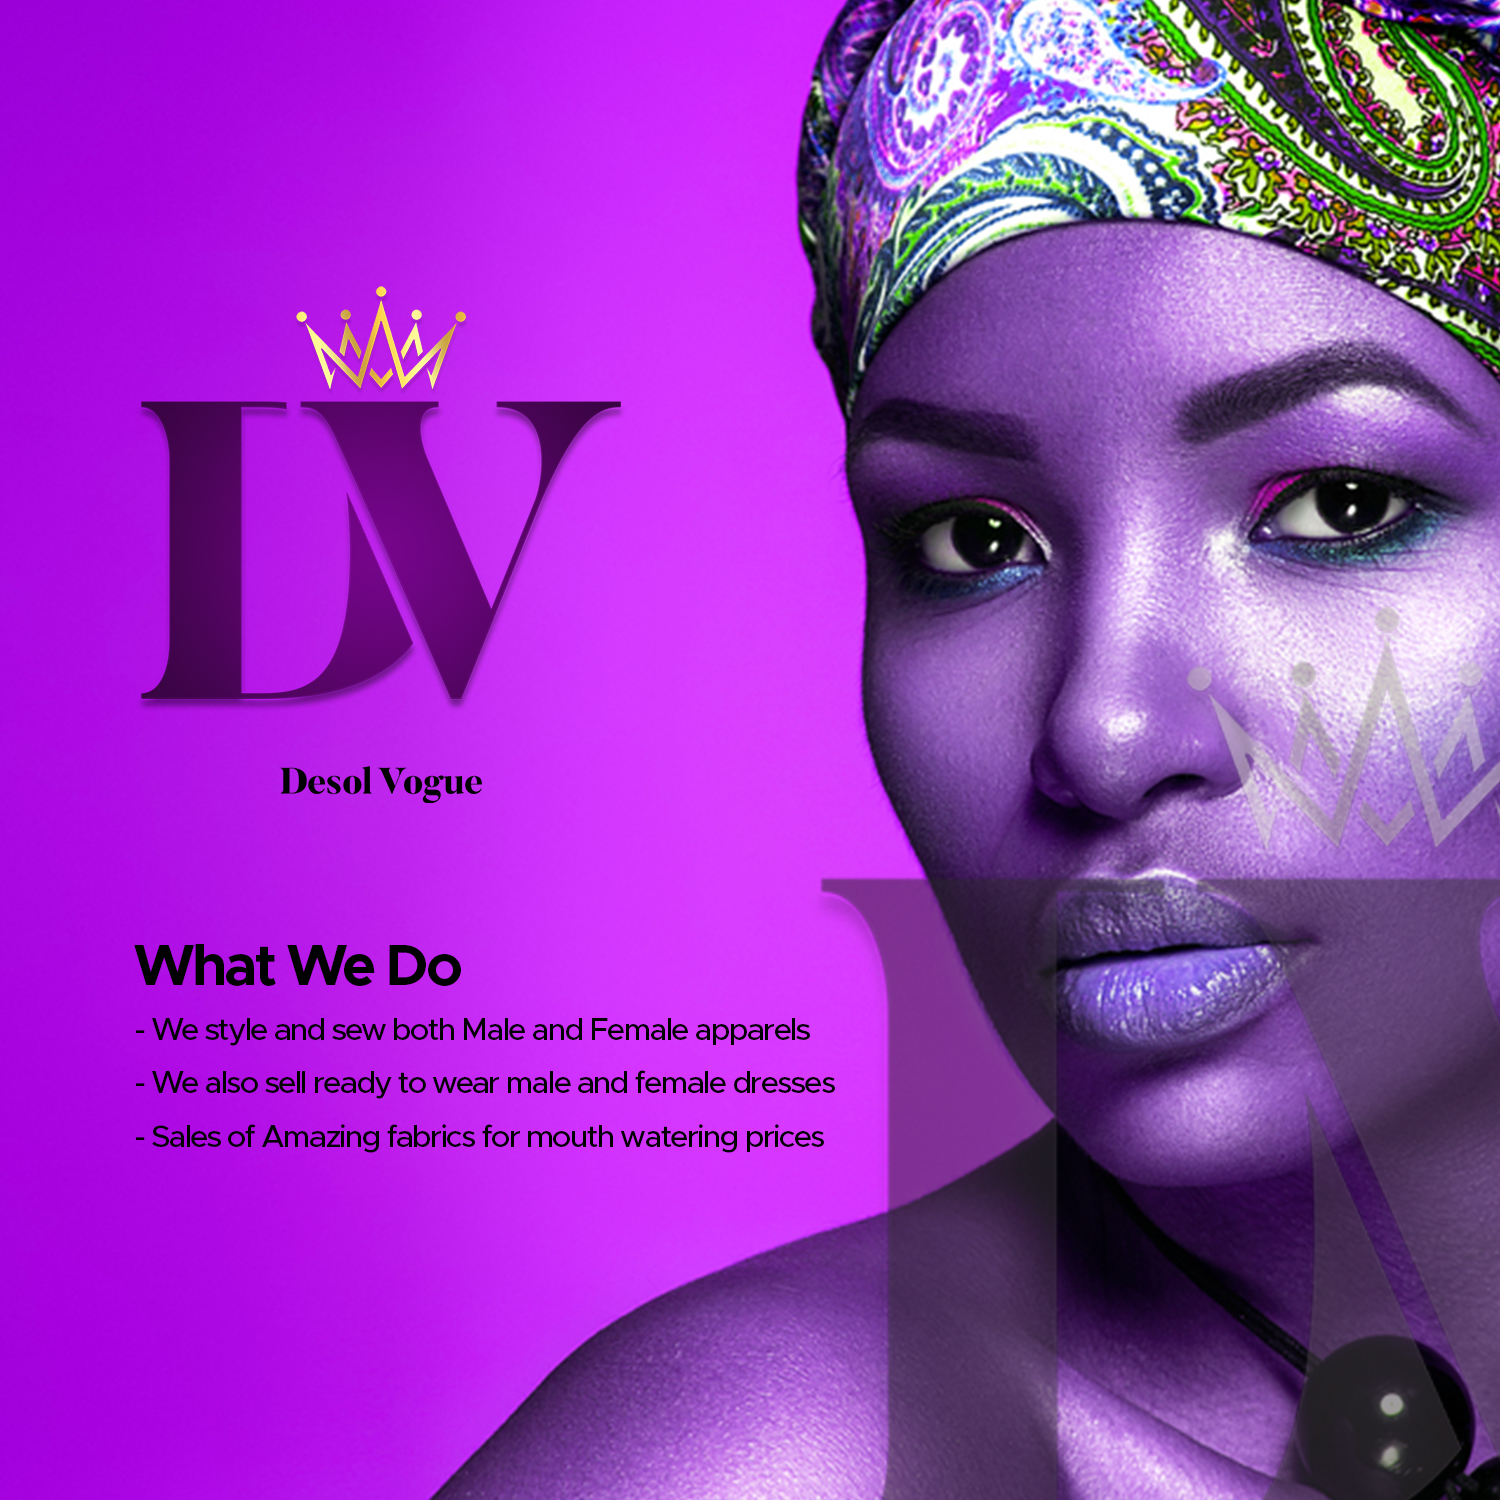 DV
Desol Vogue
What We Do
- We style and sew both Male and Female apparels
- We also sell ready to wear male and female dresses
- Sales of Amazing fabrics for mouth watering prices